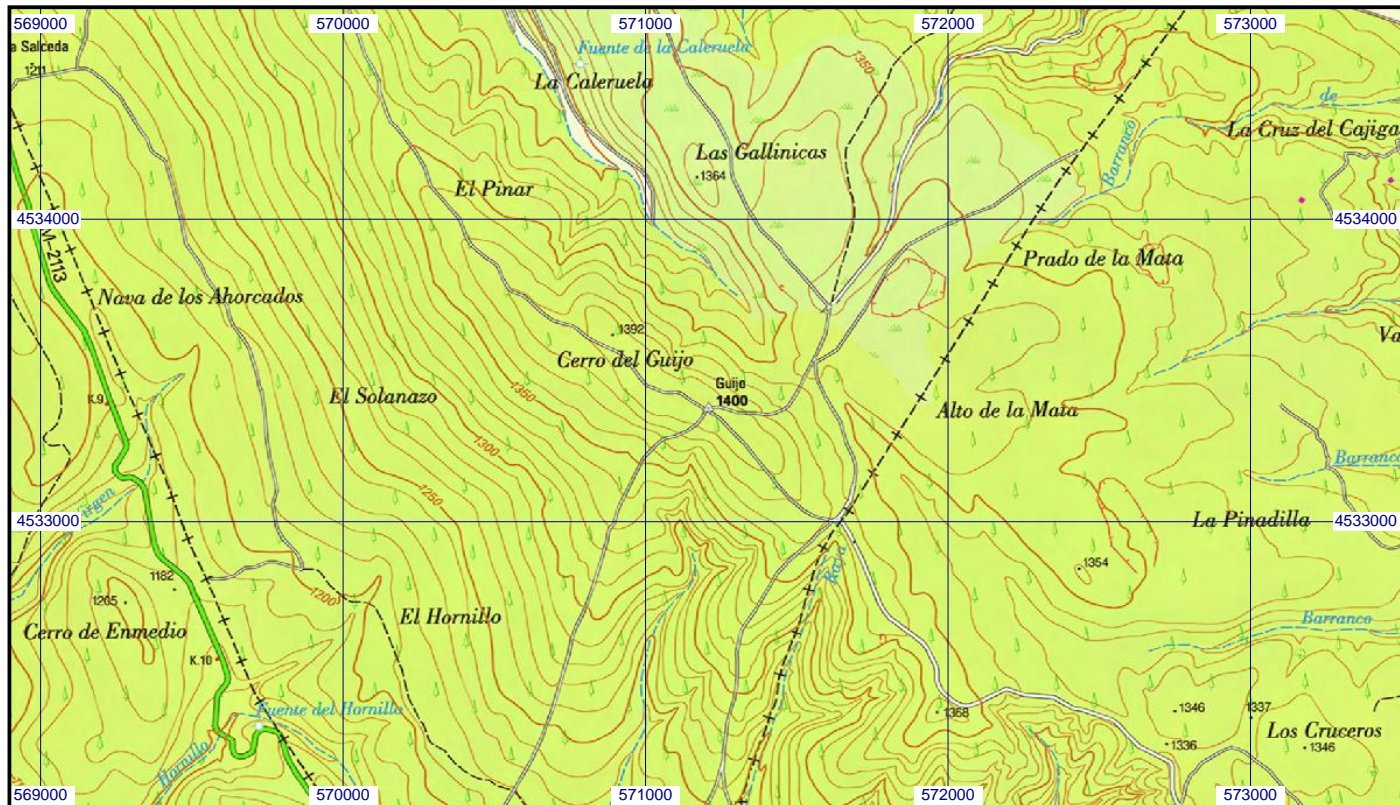 569000
570000
571000
572000
573000
a Salceda
1211
Fuente de la Caleruela
La Caleruela
1350
de
La Cruz del Cajiga
Barranco
Las Gallinicas
1364
El Pinar
4534000
4534000
M-2113
Prado de la Mata
Nava de los Ahorcados
1392
Cerro del Guijo
Va
El Solanazo
1350
Guijo
1400
K.9
Alto de la Mata
1300
Barranco
1250
irgen
4533000
4533000
La Pinadilla
1354
1182
1205
1200
El Hornillo
Cerro de Enmedio
Barranco
K.10
Fuente del Hornillo
1368
1346
1337
Los Cruceros
1336
1346
Hornillo
569000
570000
571000
572000
573000